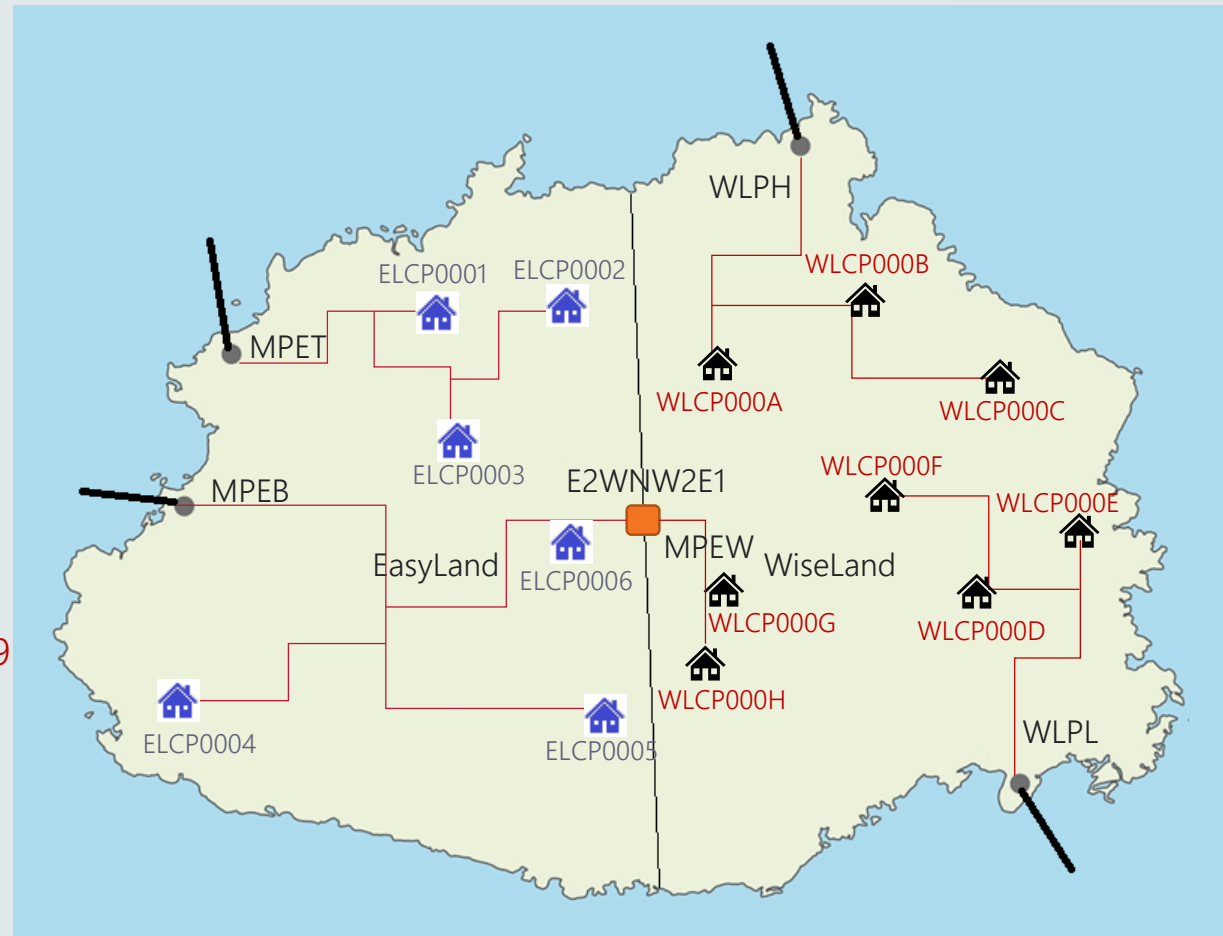 WLPH
WLCP000B
ELCP0001
ELCP0002
MPET
WLCP000A
WLCP000C
ELCP0003
WLCP000F
E2WNW2E1
MPEB
WLCP000E
MPEW
EasyLand
WiseLand
ELCP0006
WLCP000G
WLCP000D
9
WLCP000H
WLPL
ELCP0004
ELCP0005